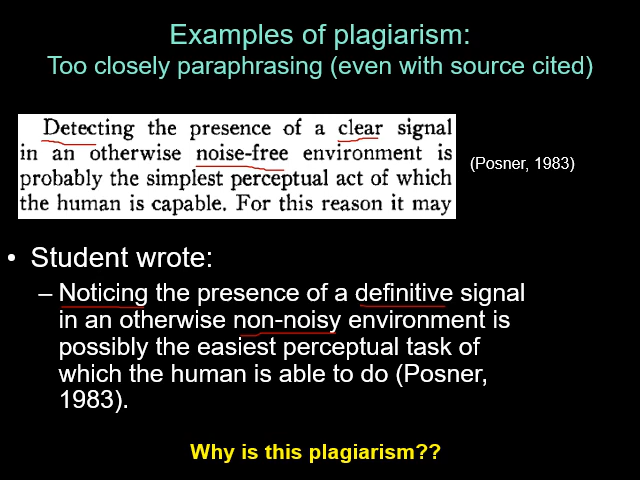 Examples of plagiarism:
Too closely paraphrasing (even with source cited)
Detecting the presence of a clear signal
in an otherwise noise-free environment is
probably the simplest perceptual act of which
the human is capable. For this reason it may
(Posner, 1983)
• Student wrote:
– Noticing the presence of a definitive signal
in an otherwise non-noisy environment is
possibly the easiest perceptual task of
which the human is able to do (Posner,
1983).
Why is this plagiarism??